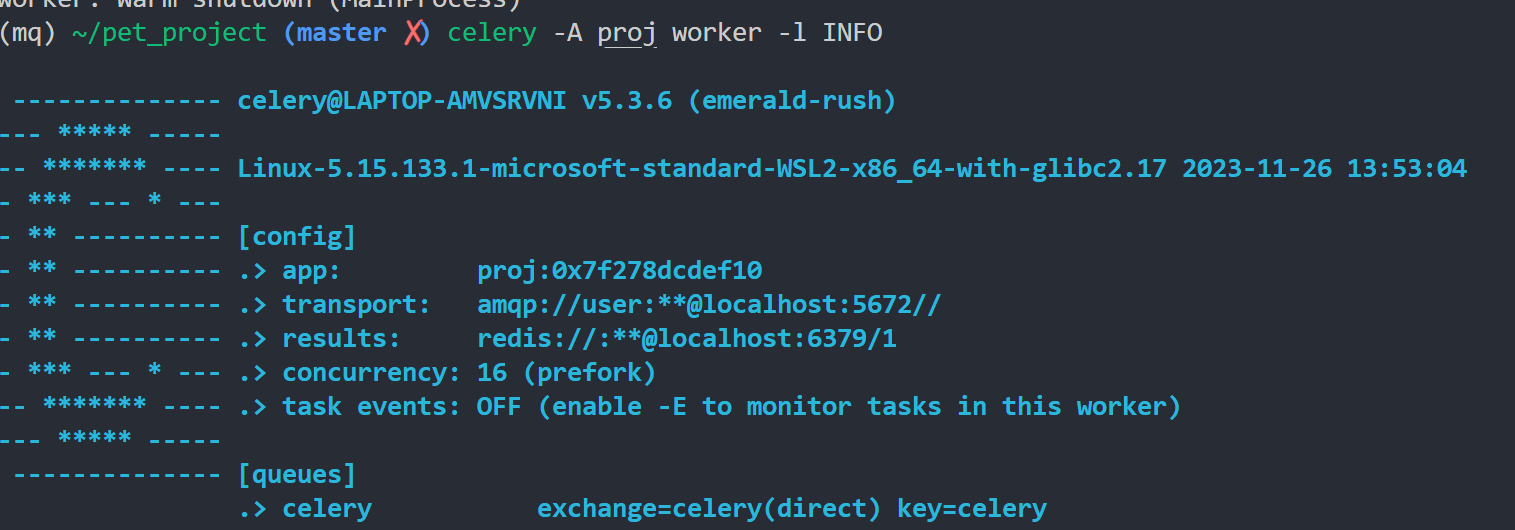 worker: Warm shutdown (MainProcess)
(mq) ~/pet_project (master ✗) celery -A proj worker -l INFO
 -------------- celery@LAPTOP-AMVSRVNI v5.3.6 (emerald-rush)
--- ***** -----
-- ******* ---- Linux-5.15.133.1-microsoft-standard-WSL2-x86_64-with-glibc2.17 2023-11-26 13:53:04
- *** --- * ---
- ** ---------- [config]
- ** ---------- .> app:         proj:0x7f278dcdef10
- ** ---------- .> transport:   amqp://user:**@localhost:5672//
- ** ---------- .> results:     redis://:**@localhost:6379/1
- *** --- * --- .> concurrency: 16 (prefork)
-- ******* ---- .> task events: OFF (enable -E to monitor tasks in this worker)
--- ***** -----
 -------------- [queues]
                .> celery           exchange=celery(direct) key=celery